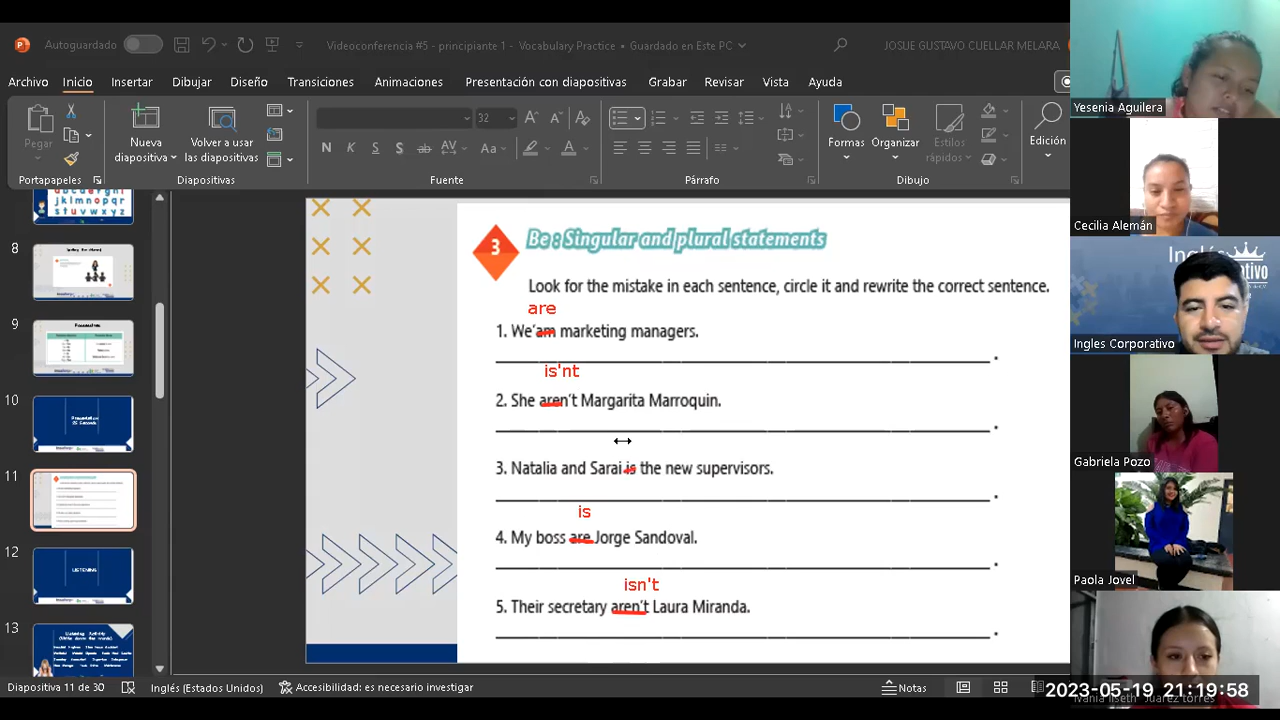 Autoguardado
Videoconferencia #5 - principiante 1 - Vocabulary Practice • Guardado en Este PC
JOSUE GUSTAVO CUELLAR MELARA
Archivo Inicio Insertar Dibujar Diseño Transiciones Animaciones Presentación con diapositivas Grabar Revisar Vista Ayuda
Pegar
Nueva diapositiva
Volver a usar las diapositivas
32
N K S S ab AV Aa A
Formas
Organizar
Estilos rápidos
Edición
Portapapeles
Diapositivas
Fuente
Párrafo
Dibujo
8
9
10
11
12
LISTENING
13
3
Be : Singular and plural statements
Look for the mistake in each sentence, circle it and rewrite the correct sentence.
are
1. We'am marketing managers.
is'nt
2. She aren't Margarita Marroquin.
3. Natalia and Sarai is the new supervisors.
is
4. My boss are Jorge Sandoval.
isn't
5. Their secretary aren't Laura Miranda.
Diapositiva 11 de 30
Inglés (Estados Unidos)
Accesibilidad: es necesario investigar
Notas
Yesenia Aguilera
Cecilia Alemán
Ingles Corporativo
Gabriela Pozo
Paola Jovel
2023-05-19 21:19:58